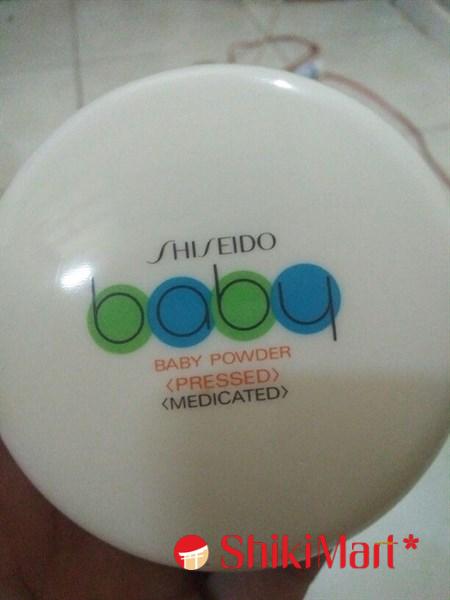 SHISEIDO
baby
BABY POWDER
〈PRESSED〉
〈MEDICATED〉
ShikiMart*